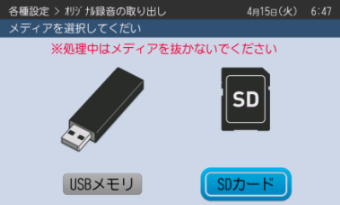 各種設定 > ｵﾘｼﾞﾅﾙ録音の取り出し 4月15日(火) 6:47
メディアを選択してくだい
※処理中はメディアを抜かないでください
SD
USBメモリ
SDカード